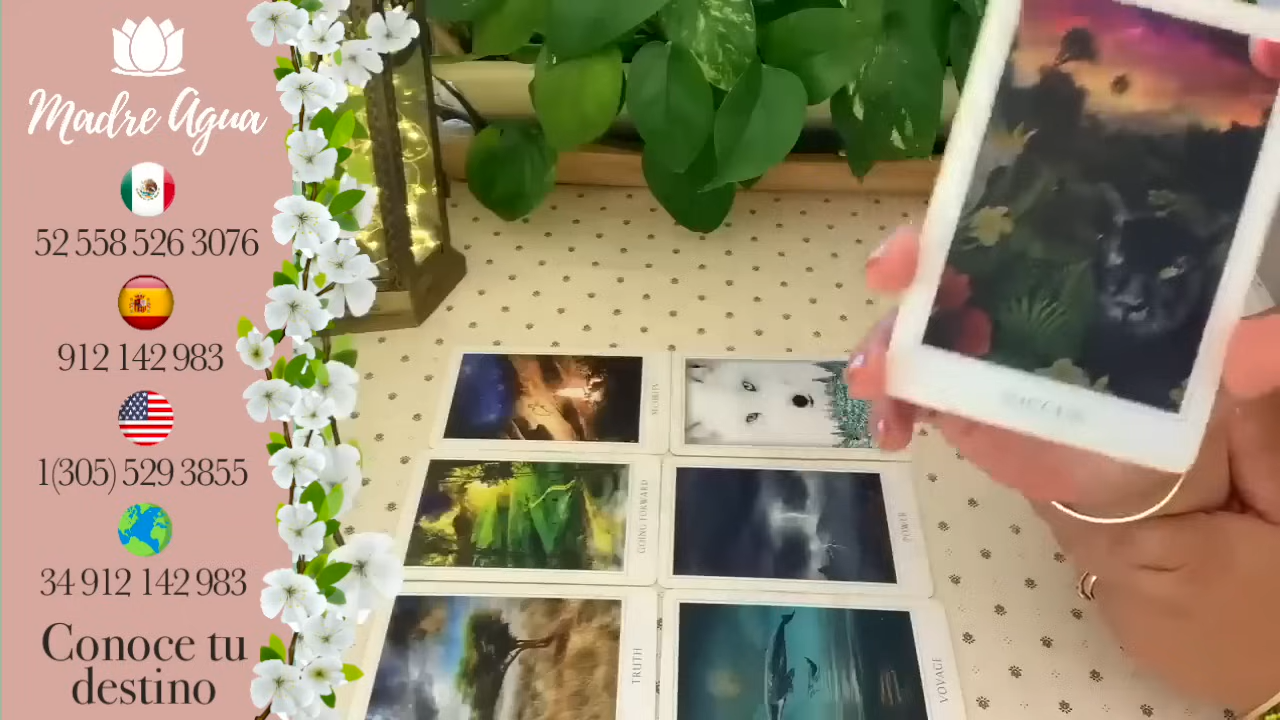 Madre Agua
52 558 526 3076
912 142 983
1(305) 529 3855
34 912 142 983
Conoce tu
destino
GOING FORWARD
POWER
TRUTH
VOYAGE